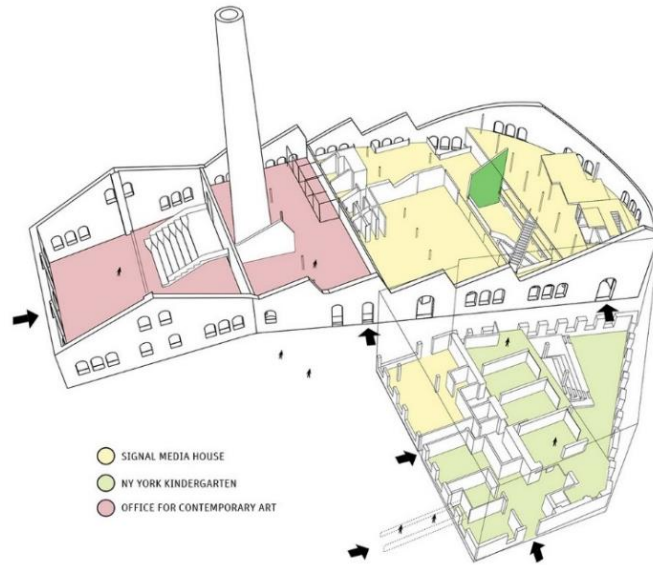 SIGNAL MEDIA HOUSE
NY YORK KINDERGARTEN
OFFICE FOR CONTEMPORARY ART